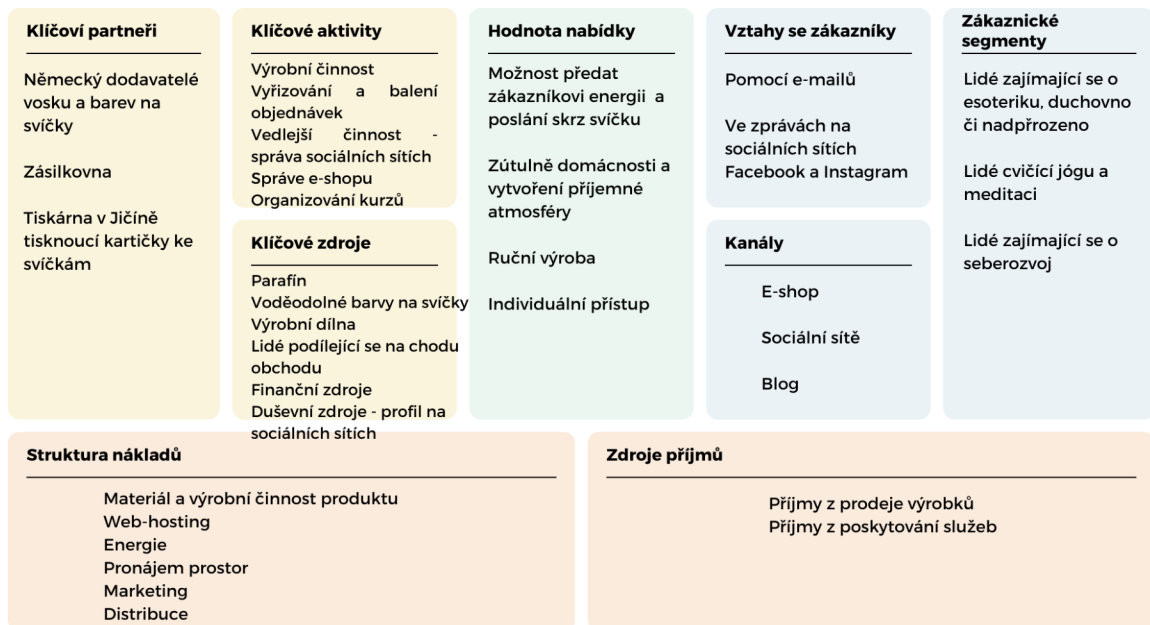 Klíčoví partneři
Německý dodavatelé
vosku a barev na
svíčky
Zásilkovna
Tiskárna v Jičíně
tisknoucí kartičky ke
svíčkám
Klíčové aktivity
Výrobní činnost
Vyřizování a balení
objednávek
Vedlejší činnost -
správa sociálních sítích
Správe e-shopu
Organizování kurzů
Klíčové zdroje
Parafín
Voděodolné barvy na svíčky
Výrobní dílna
Lidé podílející se na chodu
obchodu
Finanční zdroje
Duševní zdroje - profil na
sociálních sítích
Hodnota nabídky
Možnost předat
zákazníkovi energii a
poslání skrz svíčku
Zútulně domácnosti a
vytvoření příjemné
atmosféry
Ruční výroba
Individuální přístup
Vztahy se zákazníky
Pomocí e-mailů
Ve zprávách na
sociálních sítích
Facebook a Instagram
Kanály
E-shop
Sociální sítě
Blog
Zákaznické
segmenty
Lidé zajímající se o
esoteriku, duchovno
či nadpřrozeno
Lidé cvičící jógu a
meditaci
Lidé zajímající se o
seberozvoj
Struktura nákladů
Materiál a výrobní činnost produktu
Web-hosting
Energie
Pronájem prostor
Marketing
Distribuce
Zdroje příjmů
Příjmy z prodeje výrobků
Příjmy z poskytování služeb